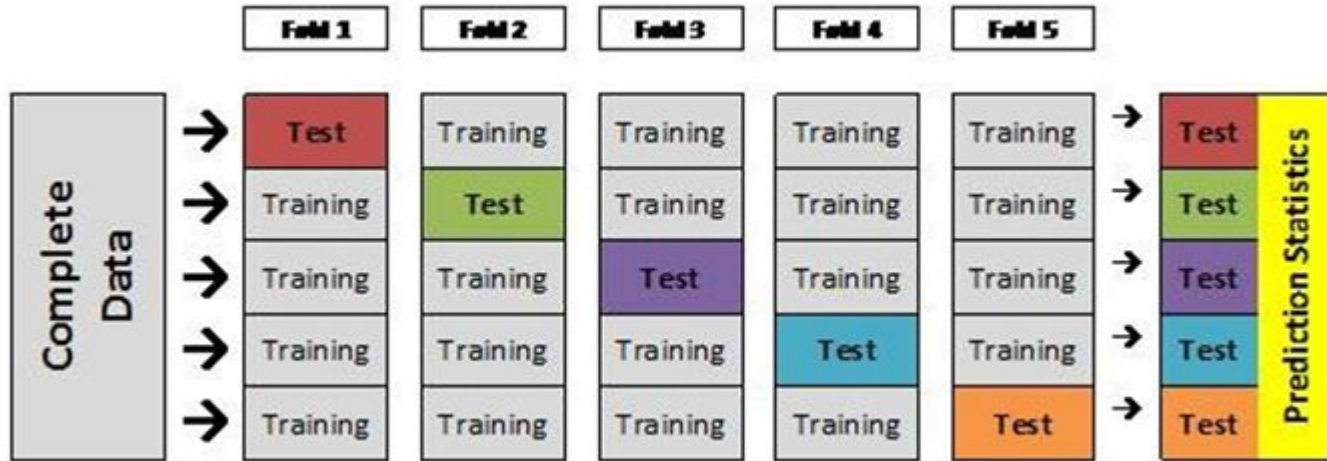 Fold 1 Fold 2 Fold 3 Fold 4 Fold 5
Complete
Data
Test Training Training Training Training Test
Training Test Training Training Training Test
Training Training Test Training Training Test
Training Training Training Test Training Test
Training Training Training Training Test Test
Prediction Statistics